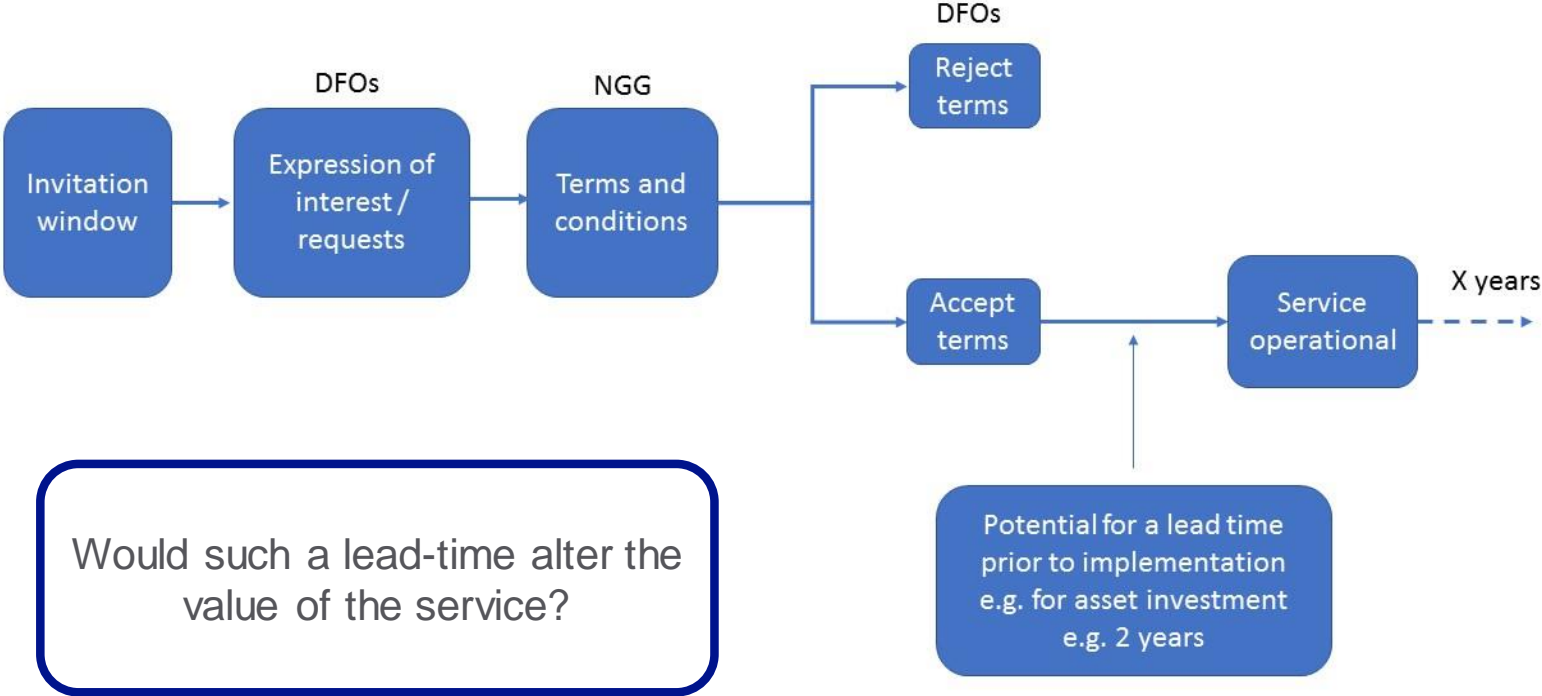 DFOs
Reject
terms
DFOs
NGG
Invitation
window
Expression of
interest /
requests
Terms and
conditions
Accept
terms
Service
operational
X years
Would such a lead-time alter the
value of the service?
Potential for a lead time
prior to implementation
e.g. for asset investment
e.g. 2 years